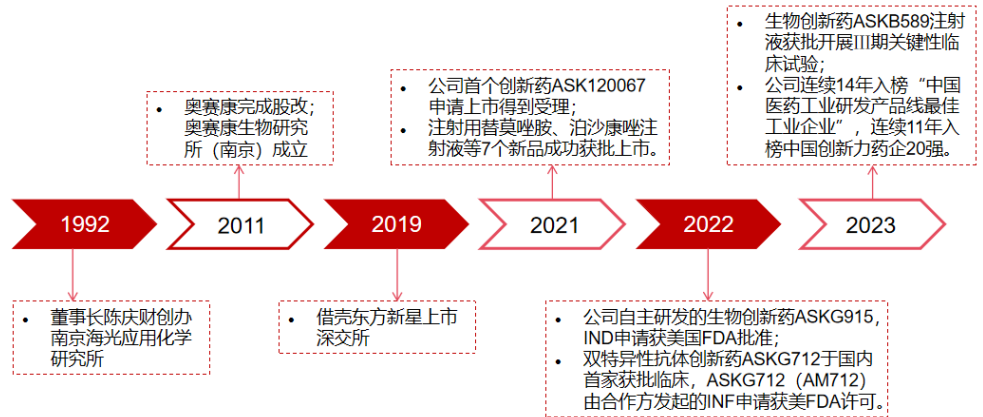 生物创新药ASKB589注射
液获批开展III期关键性临
床试验；
公司连续14年入榜“中国
医药工业研发产品线最佳
工业企业”，连续11年入
榜中国创新力药企20强。
奥赛康完成股改；
奥赛康生物研究
所（南京）成立
公司首个创新药ASK120067
申请上市得到受理；
注射用替莫唑胺、泊沙康唑注
射液等7个新品成功获批上市。
1992
2011
2019
2021
2022
2023
董事长陈庆财创办
南京海光应用化学
研究所
借壳东方新星上市
深交所
公司自主研发的生物创新药ASKG915，
IND申请获美国FDA批准；
双特异性抗体创新药ASKG712于国内
首家获批临床，ASKG712（AM712）
由合作方发起的INF申请获美FDA许可。